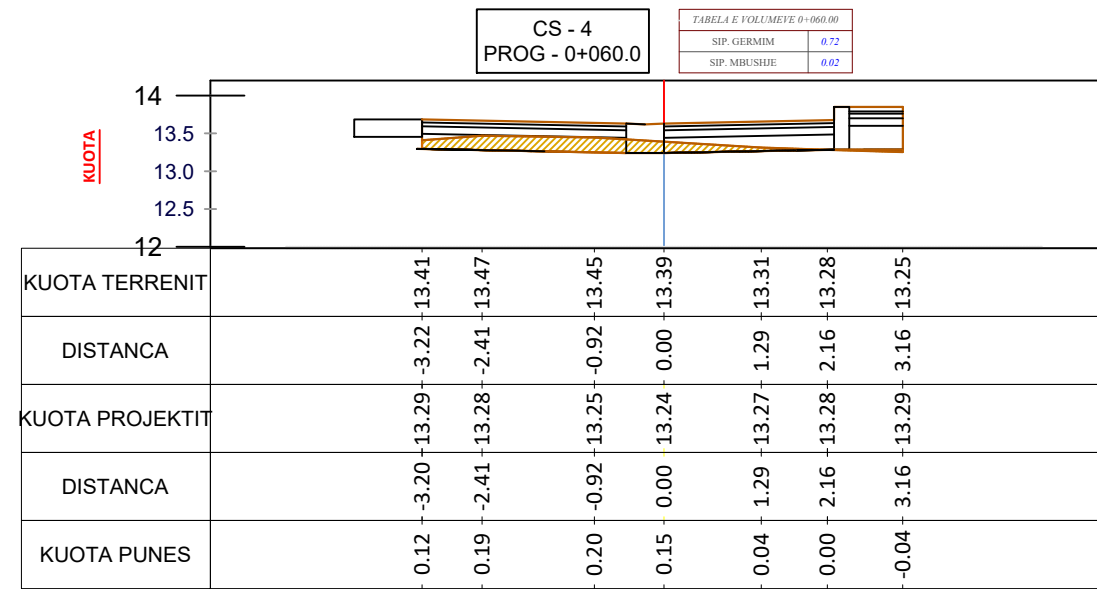 CS - 4
PROG - 0+060.0
TABELA E VOLUMEVE 0+060.00
SIP. GERMIM 0.72
SIP. MBUSHJE 0.02
KUOTA
14
13.5
13.0
12.5
12
KUOTA TERRENIT 13.41 13.47 13.45 13.39 13.31 13.28 13.25
DISTANCA -3.22 -2.41 -0.92 0.00 1.29 2.16 3.16
KUOTA PROJEKTIT 13.29 13.28 13.25 13.24 13.27 13.28 13.29
DISTANCA -3.20 -2.41 -0.92 0.00 1.29 2.16 3.16
KUOTA PUNES 0.12 0.19 0.20 0.15 0.04 0.00 -0.04